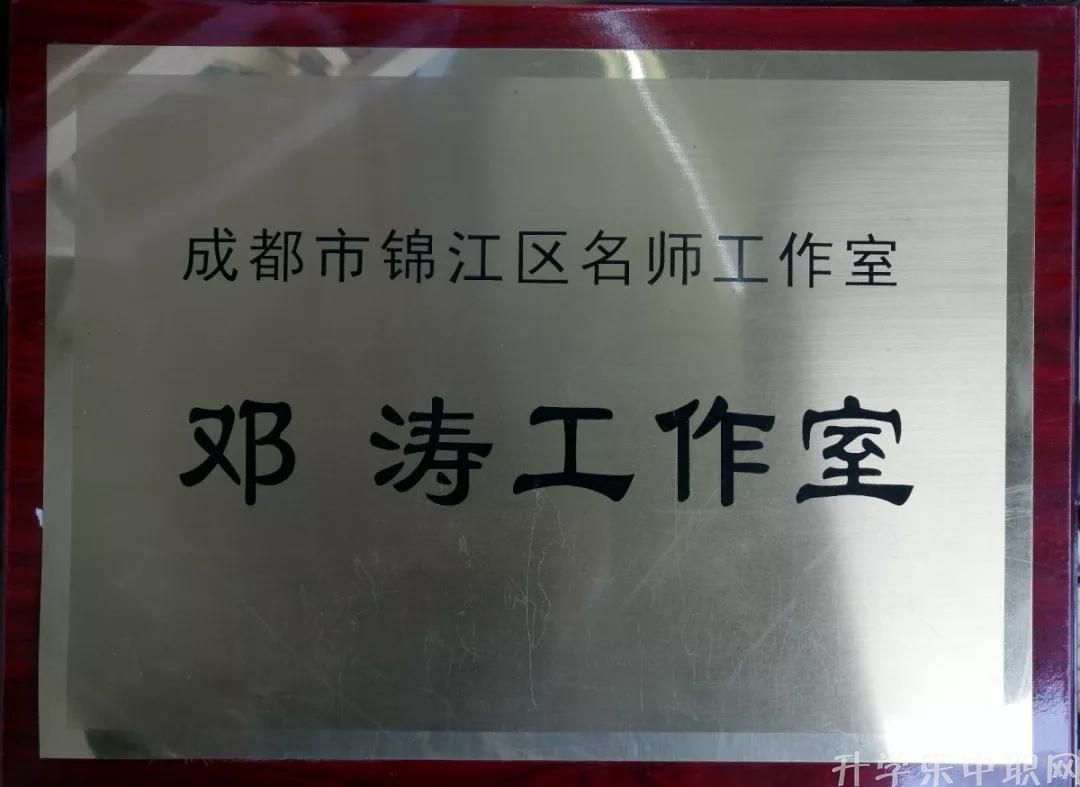 成都市锦江区名师工作室
邓 涛工作室
升学乐中职网